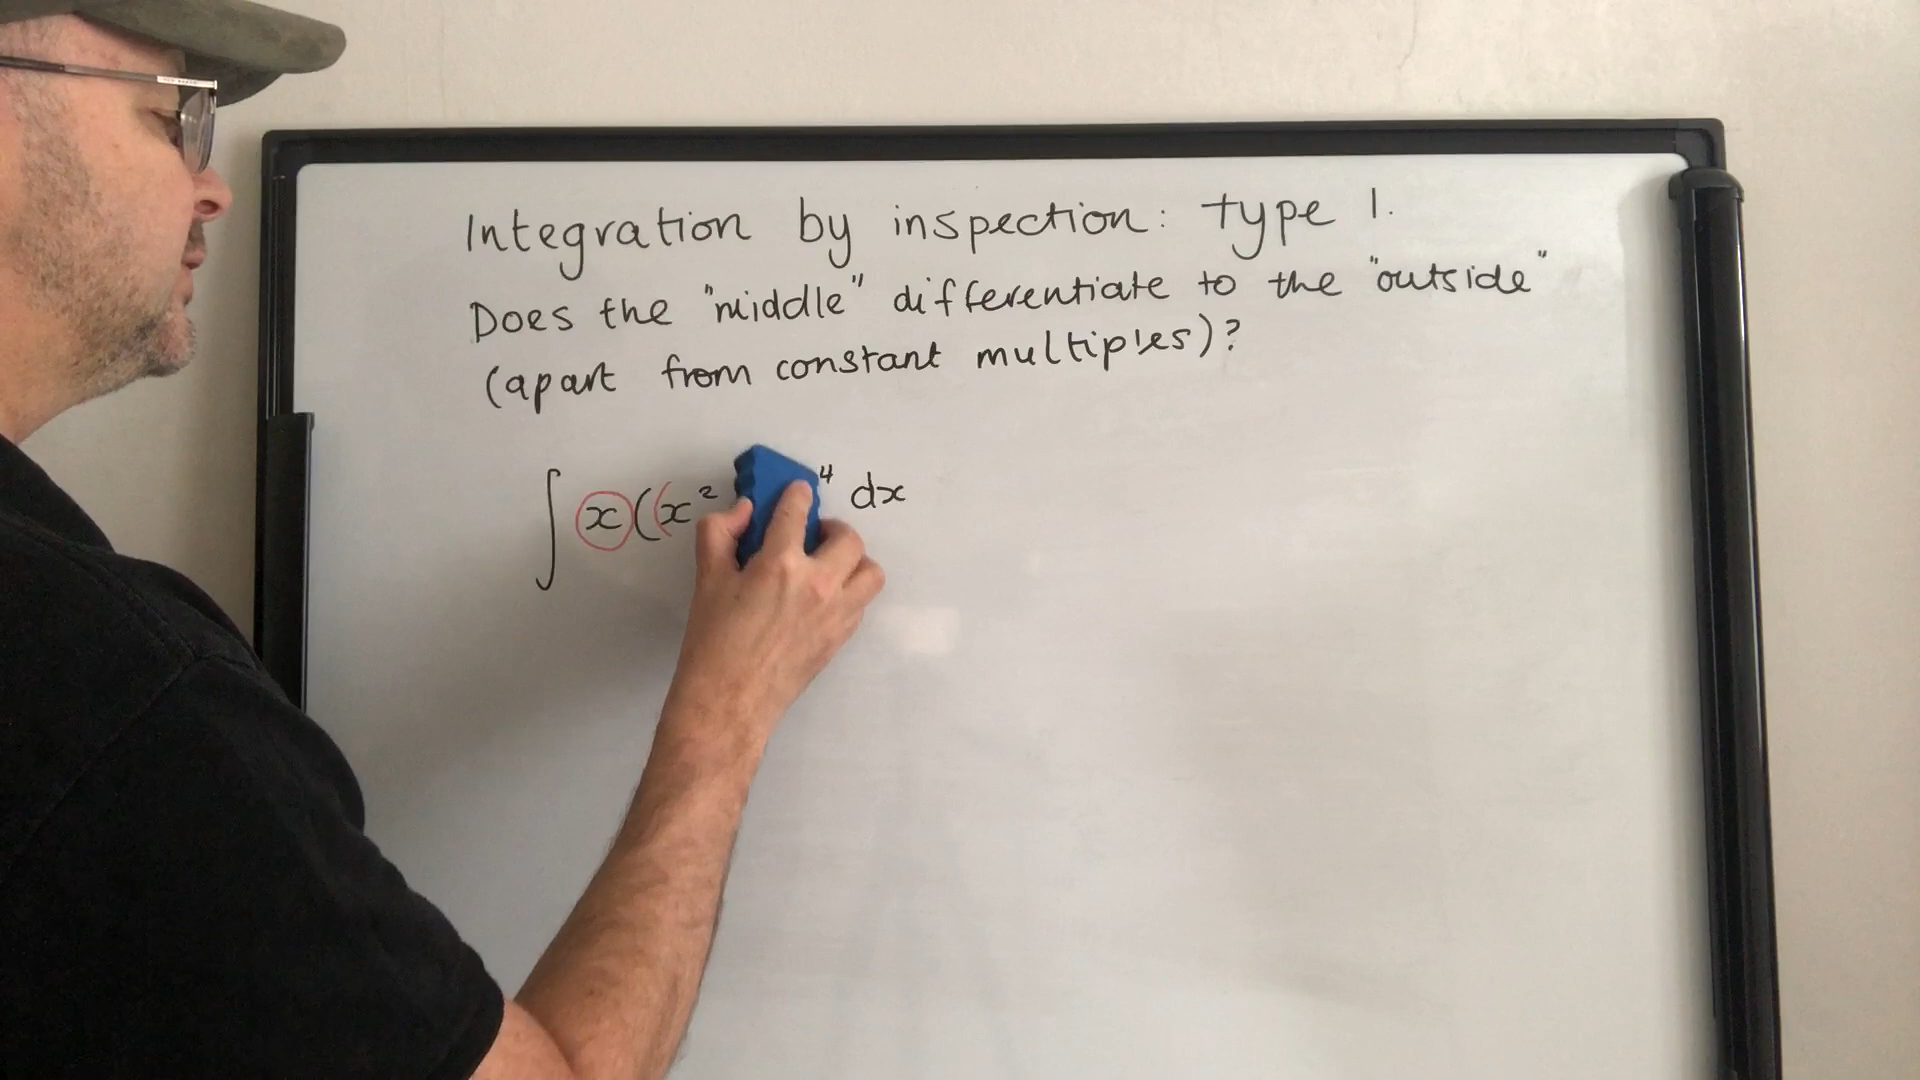 Integration by inspection: type 1.
Does the "middle" differentiate to the "outside"
(apart from constant multiples)?
∫ x(x² ⁴ dx